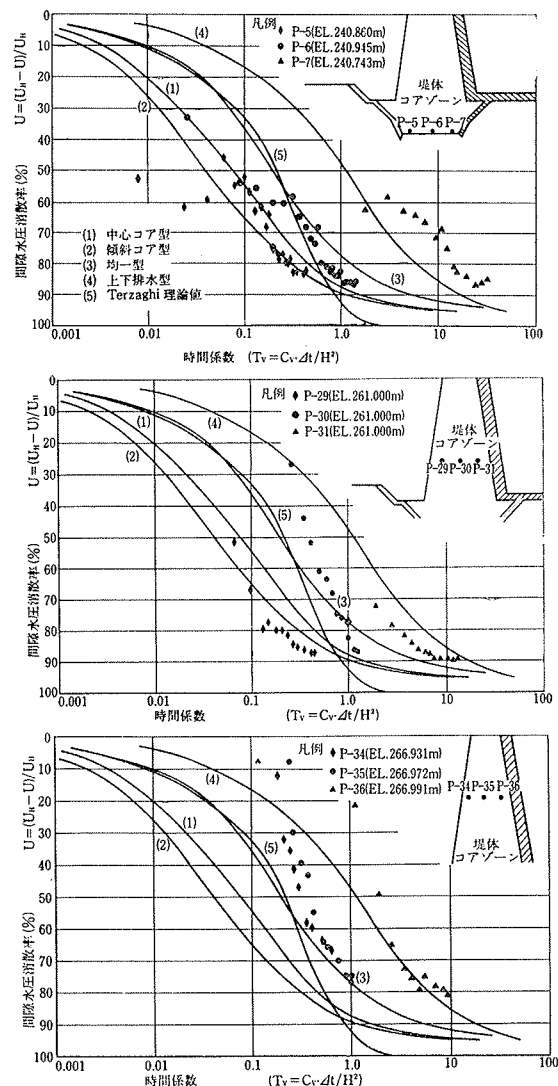 凡例
P-5(EL.240.860m)
P-6(EL.240.945m)
P-7(EL.240.743m)
堤体
コアゾーン
P-5 P-6 P-7
(4)
(1)
(2)
(5)
(3)
(1) 中心コア型
(2) 傾斜コア型
(3) 均一型
(4) 上下排水型
(5) Terzaghi 理論値
U=(UH−U)/UH
間隙水圧消散率(%)
0
10
20
30
40
50
60
70
80
90
100
0.001 0.01 0.1 1.0 10.0 100
時間係数 (Tv=Cv·Δt/H²)
凡例
P-29(EL.261.000m)
P-30(EL.261.000m)
P-31(EL.261.000m)
堤体
コアゾーン
P-29 P-30 P-31
(4)
(1)
(2)
(5)
(3)
U=(UH−U)/UH
間隙水圧消散率(%)
0
10
20
30
40
50
60
70
80
90
100
0.001 0.01 0.1 1.0 10 100
時間係数 (Tv=Cv·Δt/H²)
凡例
P-34(EL.266.931m)
P-35(EL.266.972m)
P-36(EL.266.991m)
P-34 P-35 P-36
堤体
コアゾーン
(4)
(1)
(2)
(5)
(3)
U=(UH−U)/UH
間隙水圧消散率(%)
0
10
20
30
40
50
60
70
80
90
100
0.001 0.01 0.1 1.0 10 100
時間係数 (Tv=Cv·Δt/H²)